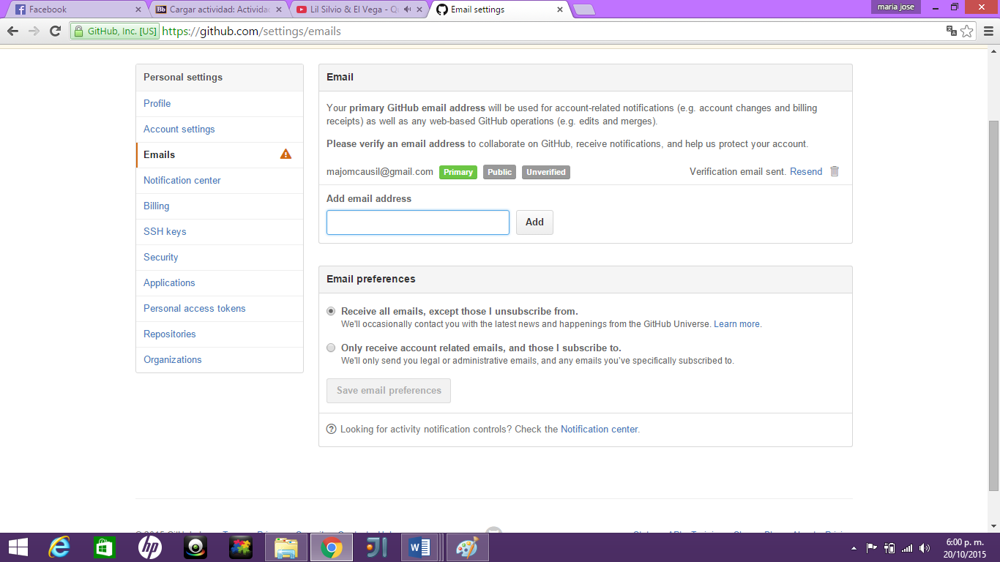 Facebook
Cargar actividad: Actividad
Lil Silvio & El Vega - Qu
Email settings
maria jose
GitHub, Inc. [US] https://github.com/settings/emails
Personal settings
Profile
Account settings
Emails
Notification center
Billing
SSH keys
Security
Applications
Personal access tokens
Repositories
Organizations
Email
Your primary GitHub email address will be used for account-related notifications (e.g. account changes and billing
receipts) as well as any web-based GitHub operations (e.g. edits and merges).
Please verify an email address to collaborate on GitHub, receive notifications, and help us protect your account.
majomcausil@gmail.com Primary Public Unverified Verification email sent. Resend
Add email address
Add
Email preferences
Receive all emails, except those I unsubscribe from.
We'll occasionally contact you with the latest news and happenings from the GitHub Universe. Learn more.
Only receive account related emails, and those I subscribe to.
We'll only send you legal or administrative emails, and any emails you've specifically subscribed to.
Save email preferences
Looking for activity notification controls? Check the Notification center.
6:00 p. m.
20/10/2015